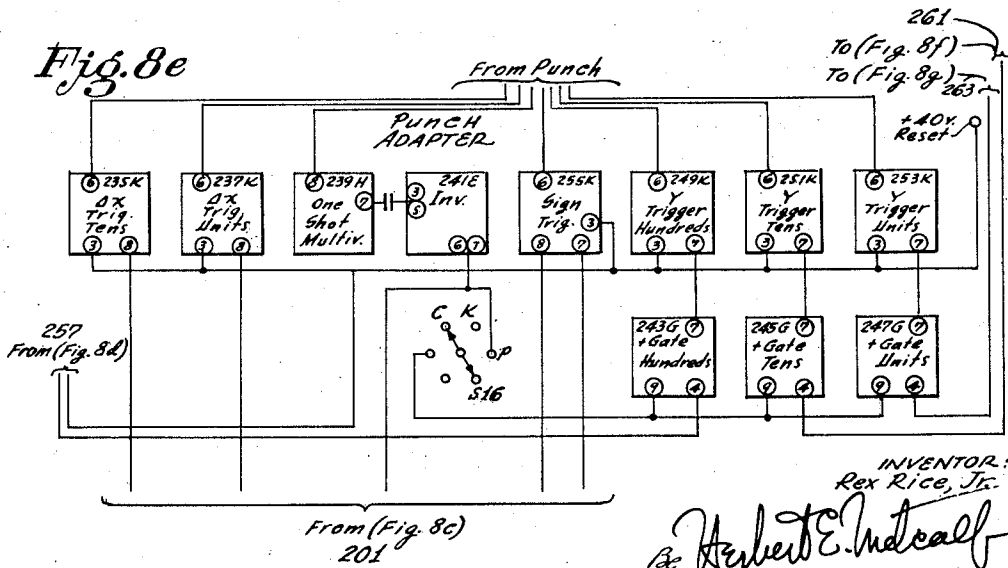 Fig. 8e
261
To (Fig. 8f)
To (Fig. 8g)
263
From Punch
PUNCH
ADAPTER
+40v.
Reset
6 235K
ΔX
Trig.
Tens
3 8
6 237K
ΔX
Trig.
Units
3 8
8 239H
One 7
Shot
Multiv.
241E
3 Inv.
5
6 7
6 255K
Sign 3
Trig.
8 7
6 249K
Y
Trigger
Hundreds
3 7
6 251K
Y
Trigger
Tens
3 7
6 253K
Y
Trigger
Units
3 7
257
From (Fig. 8d)
C K
P
S16
243G 7
+Gate
Hundreds
9 4
245G 7
+Gate
Tens
9 4
247G 7
+Gate
Units
9 4
From (Fig. 8c)
201
INVENTOR:
Rex Rice, Jr.
By Herbert E. Metcalf